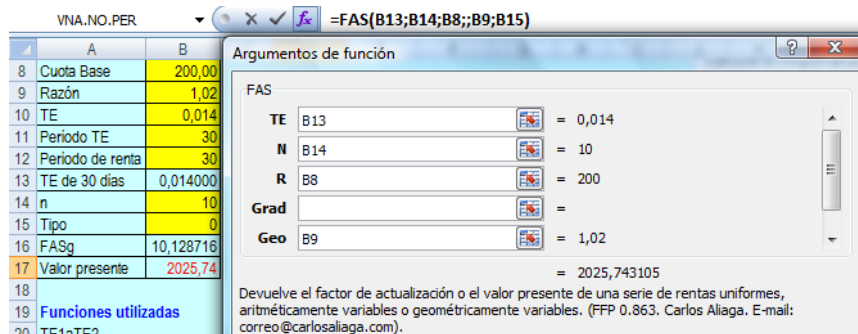 VNA.NO.PER =FAS(B13;B14;B8;;B9;B15)
A B
8 Cuota Base 200,00
9 Razón 1,02
10 TE 0,014
11 Periodo TE 30
12 Periodo de renta 30
13 TE de 30 dias 0,014000
14 n 10
15 Tipo 0
16 FASg 10,128716
17 Valor presente 2025,74
18
19 Funciones utilizadas
20 TE1aTE2
Argumentos de función
FAS
TE B13 = 0,014
N B14 = 10
R B8 = 200
Grad =
Geo B9 = 1,02
= 2025,743105
Devuelve el factor de actualización o el valor presente de una serie de rentas uniformes,
aritméticamente variables o geométricamente variables. (FFP 0.863. Carlos Aliaga. E-mail:
correo@carlosaliaga.com).